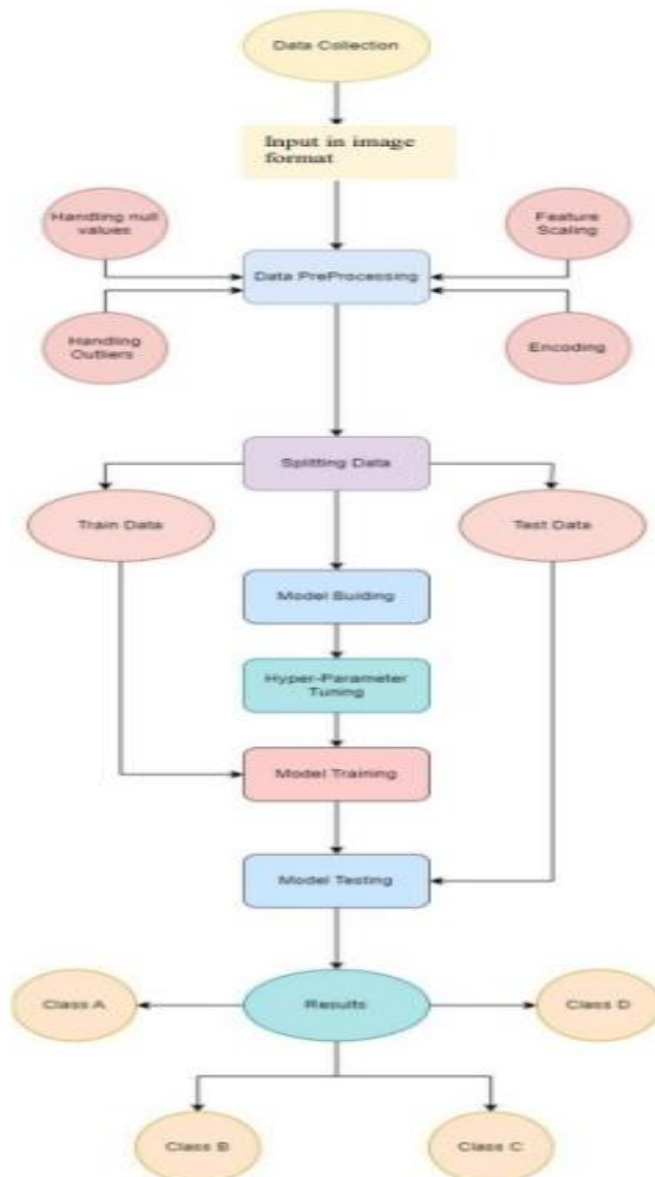 Data Collection
Input in image
format
Handling null
values
Feature
Scaling
Data PreProcessing
Handling
Outliers
Encoding
Splitting Data
Train Data
Test Data
Model Buiding
Hyper-Parameter
Tuning
Model Training
Model Testing
Class A
Results
Class D
Class B
Class C